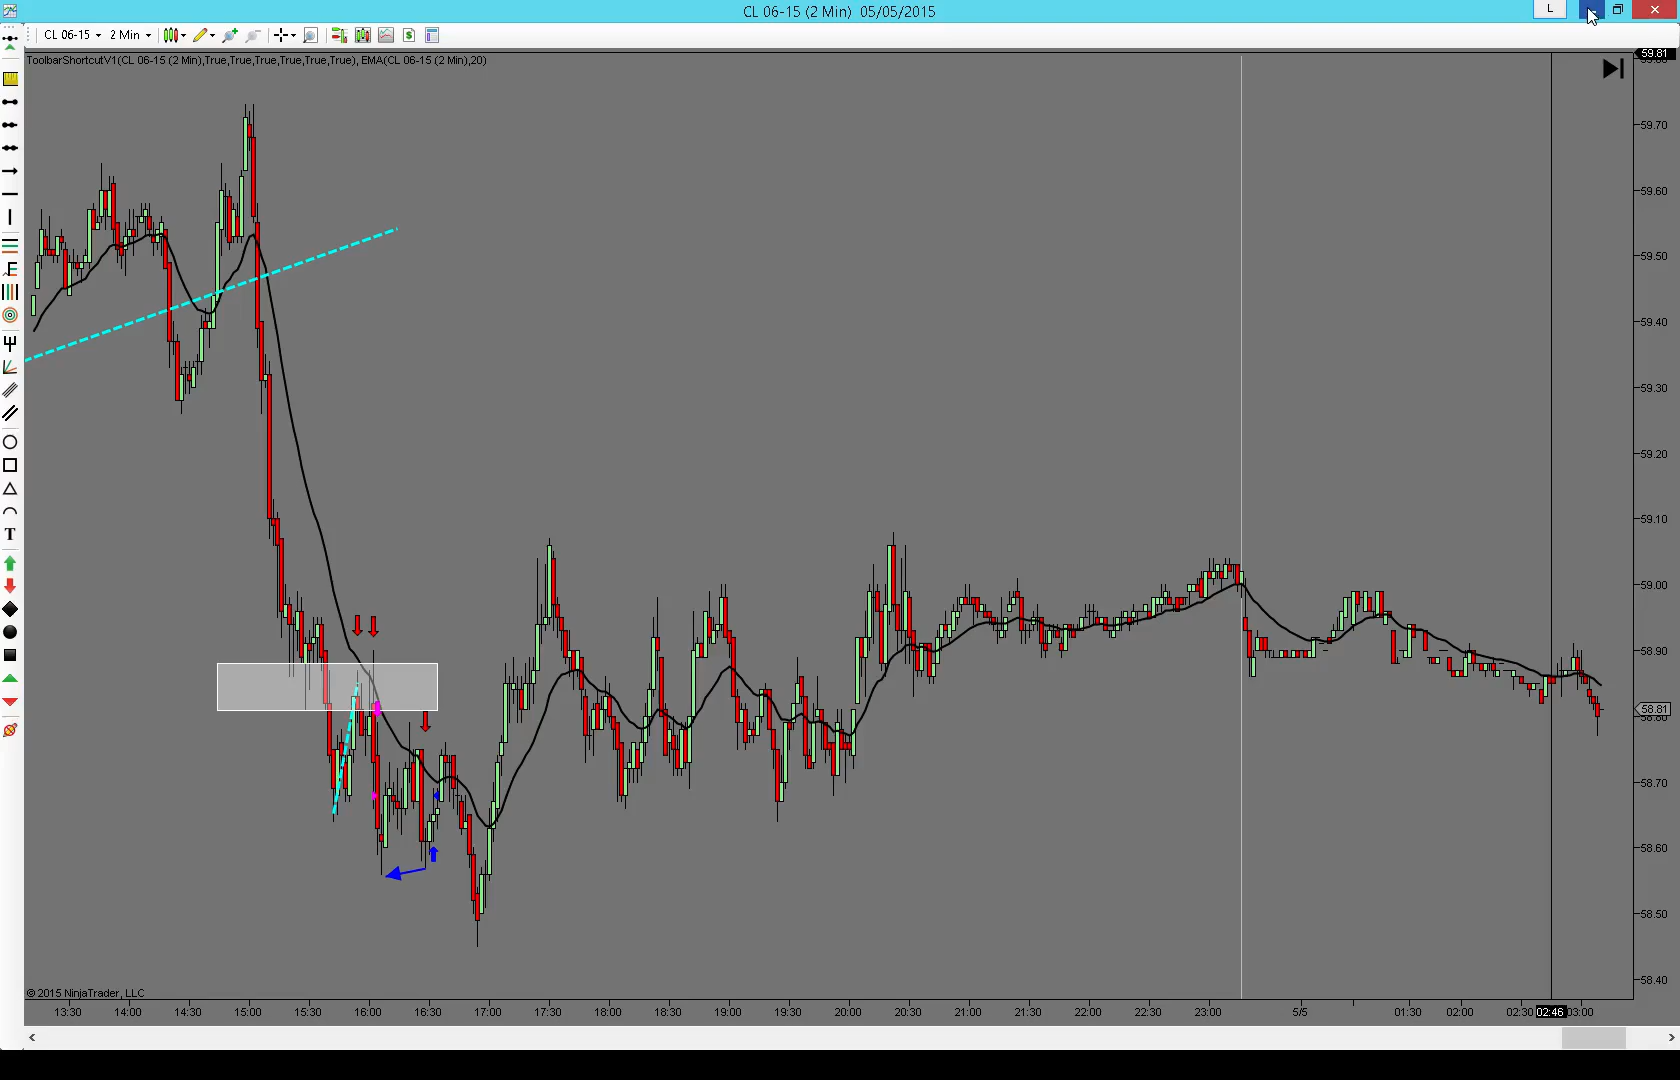 CL 06-15 (2 Min)  05/05/2015
L
CL 06-15 2 Min
ToolbarShortcutV1(CL 06-15 (2 Min),True,True,True,True,True,True), EMA(CL 06-15 (2 Min),20)
59.81
59.70
59.60
59.50
59.40
59.30
59.20
59.10
59.00
58.90
58.81
58.80
58.70
58.60
58.50
58.40
F
T
© 2015 NinjaTrader, LLC
13:30 14:00 14:30 15:00 15:30 16:00 16:30 17:00 17:30 18:00 18:30 19:00 19:30 20:00 20:30 21:00 21:30 22:00 22:30 23:00 5/5 01:30 02:00 02:30 02:46 03:00